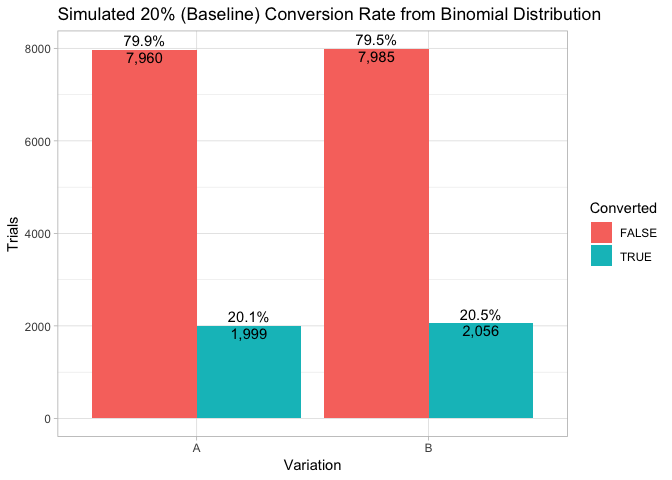 Simulated 20% (Baseline) Conversion Rate from Binomial Distribution
8000
6000
4000
2000
0
Trials
79.9%
7,960
20.1%
1,999
79.5%
7,985
20.5%
2,056
A
B
Variation
Converted
FALSE
TRUE